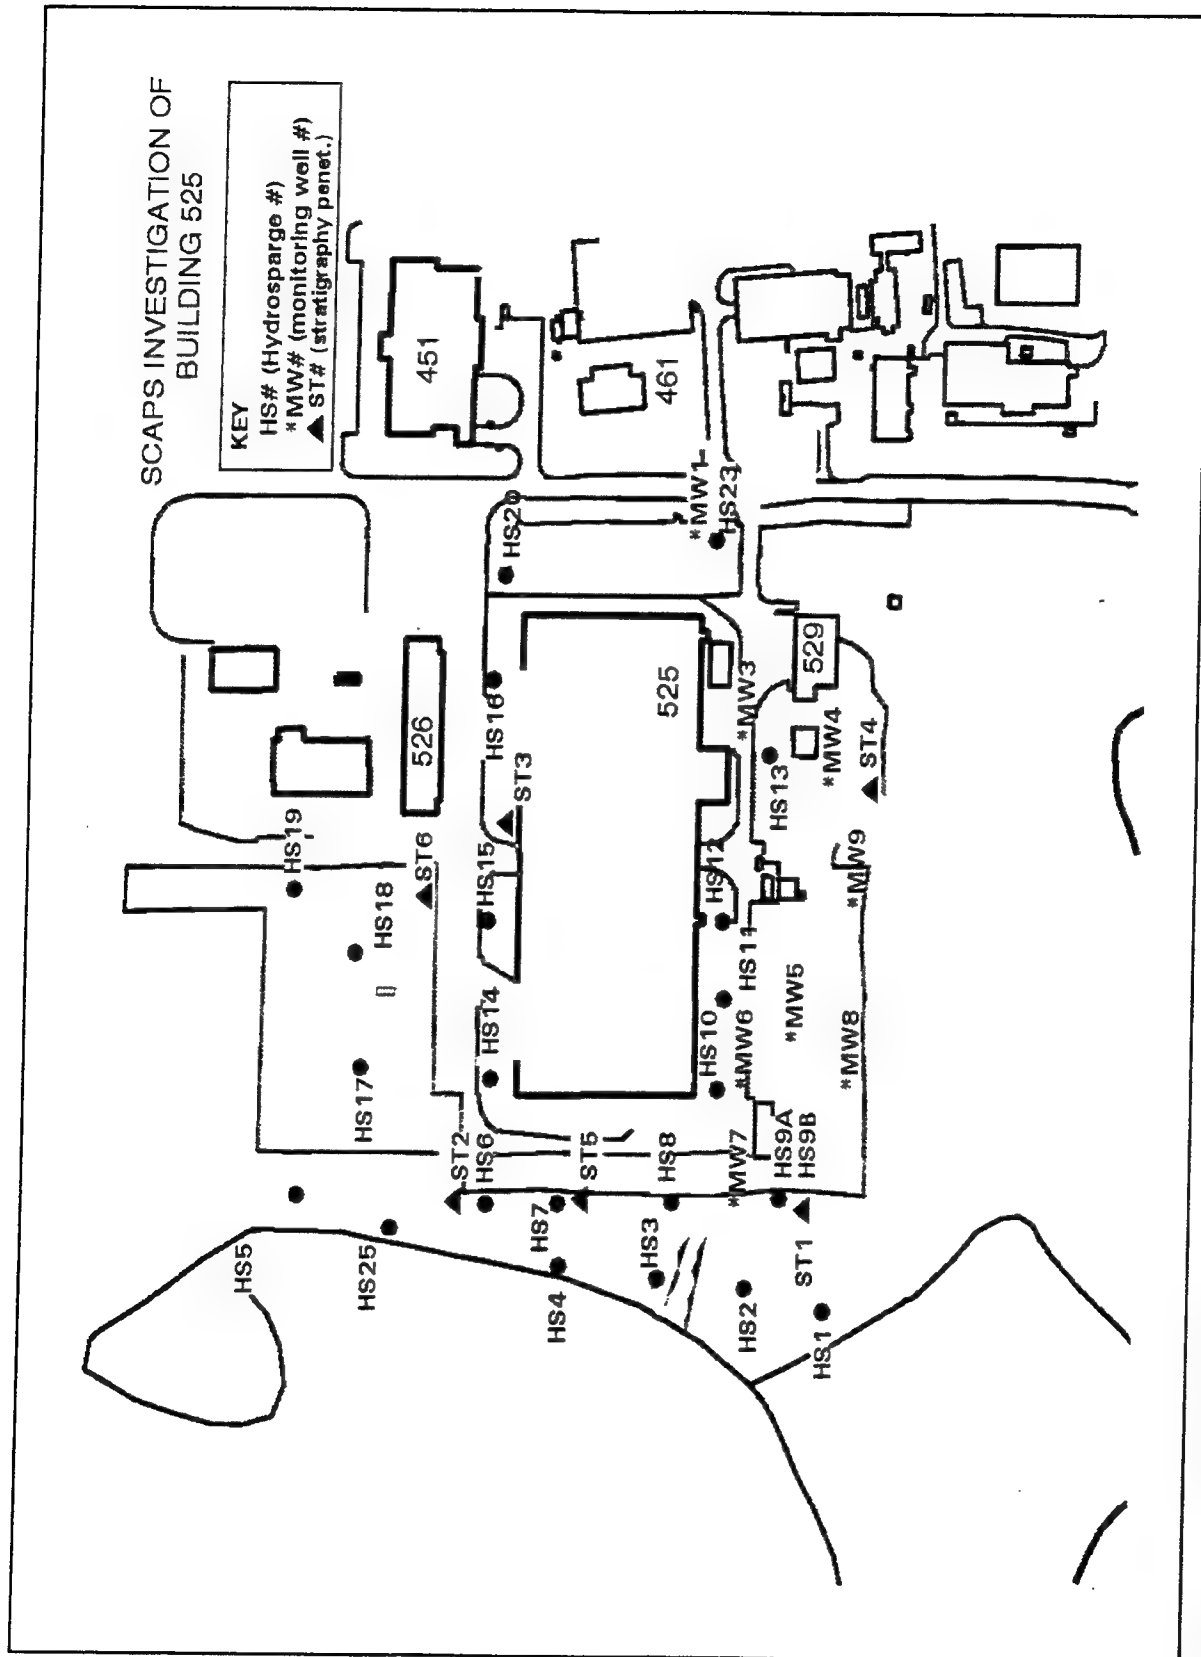 SCAPS INVESTIGATION OF
BUILDING 525
KEY
HS# (Hydrosparge #)
*MW# (monitoring well #)
▲ ST# (stratigraphy penet.)
HS5
HS25
HS4
HS3
HS2
HS1
HS7
ST1
ST2
HS6
ST5
HS8
*MW7
HS9A
HS9B
HS17
HS18
HS19
ST6
HS14
HS15
ST3
HS16
HS20
HS10
*MW6
HS11
HS12
*MW5
*MW8
*MW9
HS13
*MW3
*MW4
ST4
*MW1
HS23
526
525
529
451
461